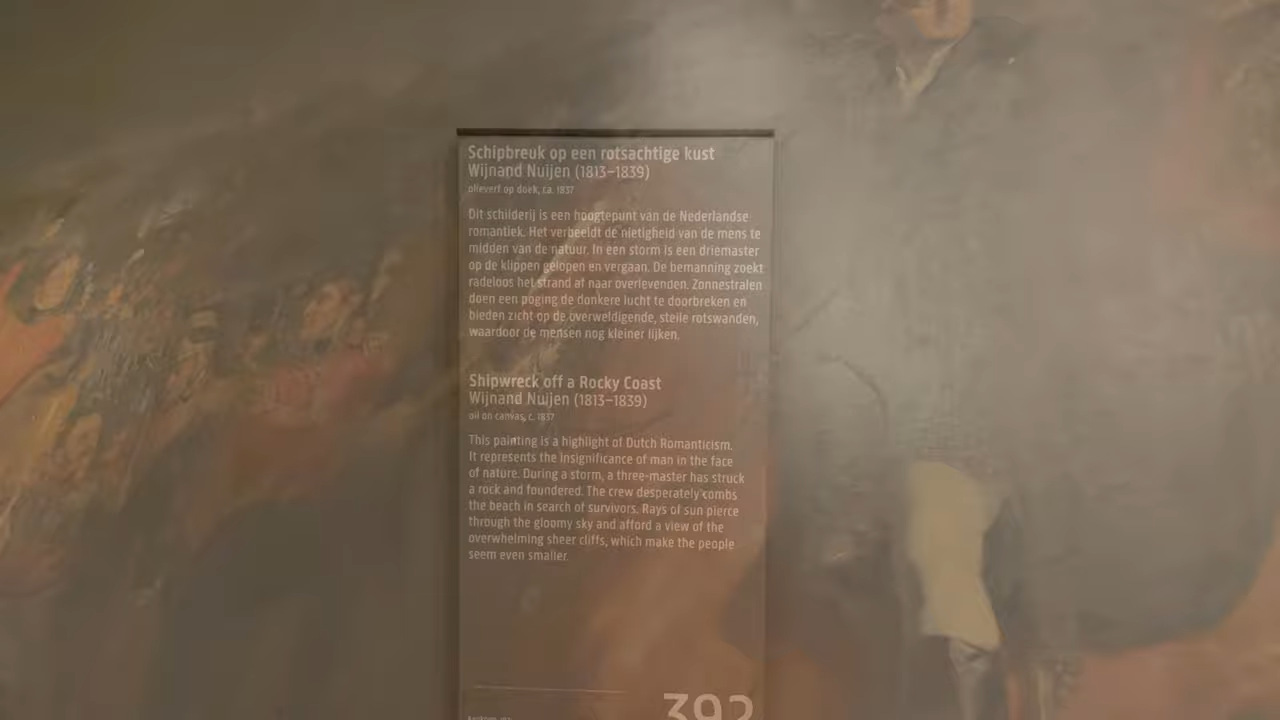 Schipbreuk op een rotsachtige kust
Wijnand Nuijen (1813–1839)
olieverf op doek, ca. 1837
Dit schilderij is een hoogtepunt van de Nederlandse
romantiek. Het verbeeldt de nietigheid van de mens te
midden van de natuur. In een storm is een driemaster
op de klippen gelopen en vergaan. De bemanning zoekt
radeloos het strand af naar overlevenden. Zonnestralen
doen een poging de donkere lucht te doorbreken en
bieden zicht op de overweldigende, steile rotswanden,
waardoor de mensen nog kleiner lijken.
Shipwreck off a Rocky Coast
Wijnand Nuijen (1813–1839)
oil on canvas, c. 1837
This painting is a highlight of Dutch Romanticism.
It represents the insignificance of man in the face
of nature. During a storm, a three-master has struck
a rock and foundered. The crew desperately combs
the beach in search of survivors. Rays of sun pierce
through the gloomy sky and afford a view of the
overwhelming sheer cliffs, which make the people
seem even smaller.
392